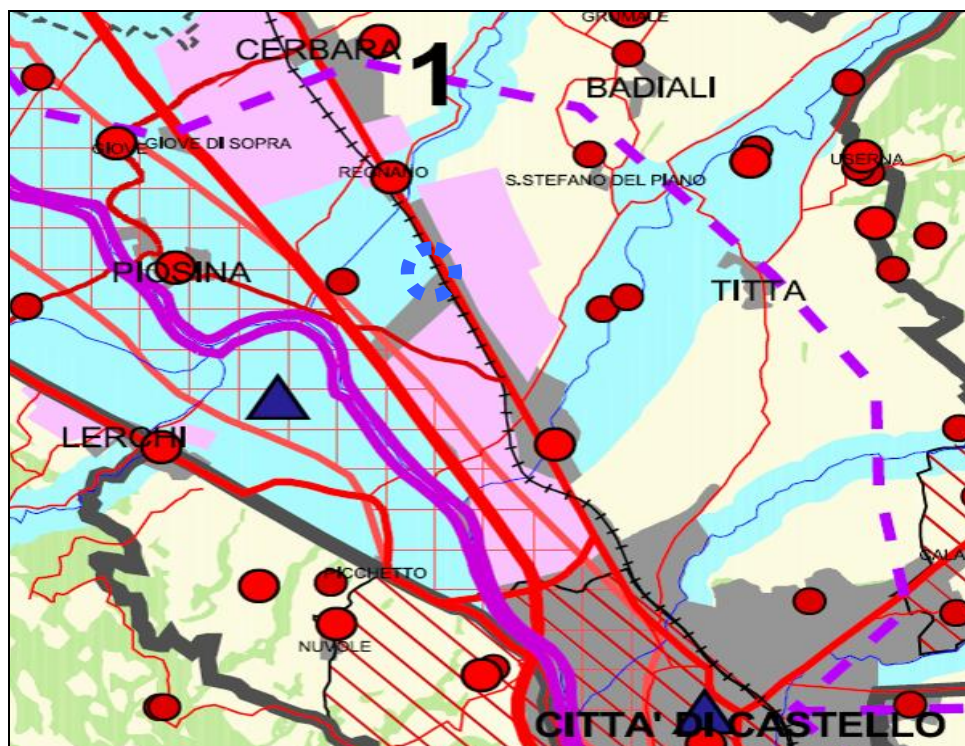 GRUMALE
CERBARA
1
BADIALI
GIOVE
GIOVE DI SOPRA
REGNANO
S.STEFANO DEL PIANO
USERNA
PIOSINA
TITTA
LERCHI
PICCHETTO
NUVOLE
CITTA' DI CASTELLO